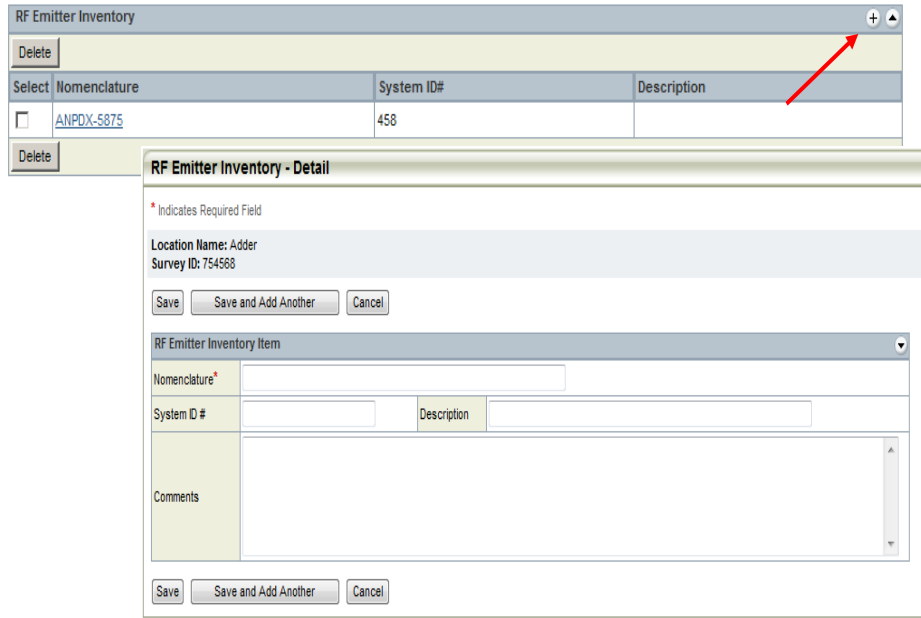 RF Emitter Inventory
Delete
Select Nomenclature System ID# Description
ANPDX-5875 458
Delete
RF Emitter Inventory - Detail
* Indicates Required Field
Location Name: Adder
Survey ID: 754568
Save Save and Add Another Cancel
RF Emitter Inventory Item
Nomenclature*
System ID # Description
Comments
Save Save and Add Another Cancel